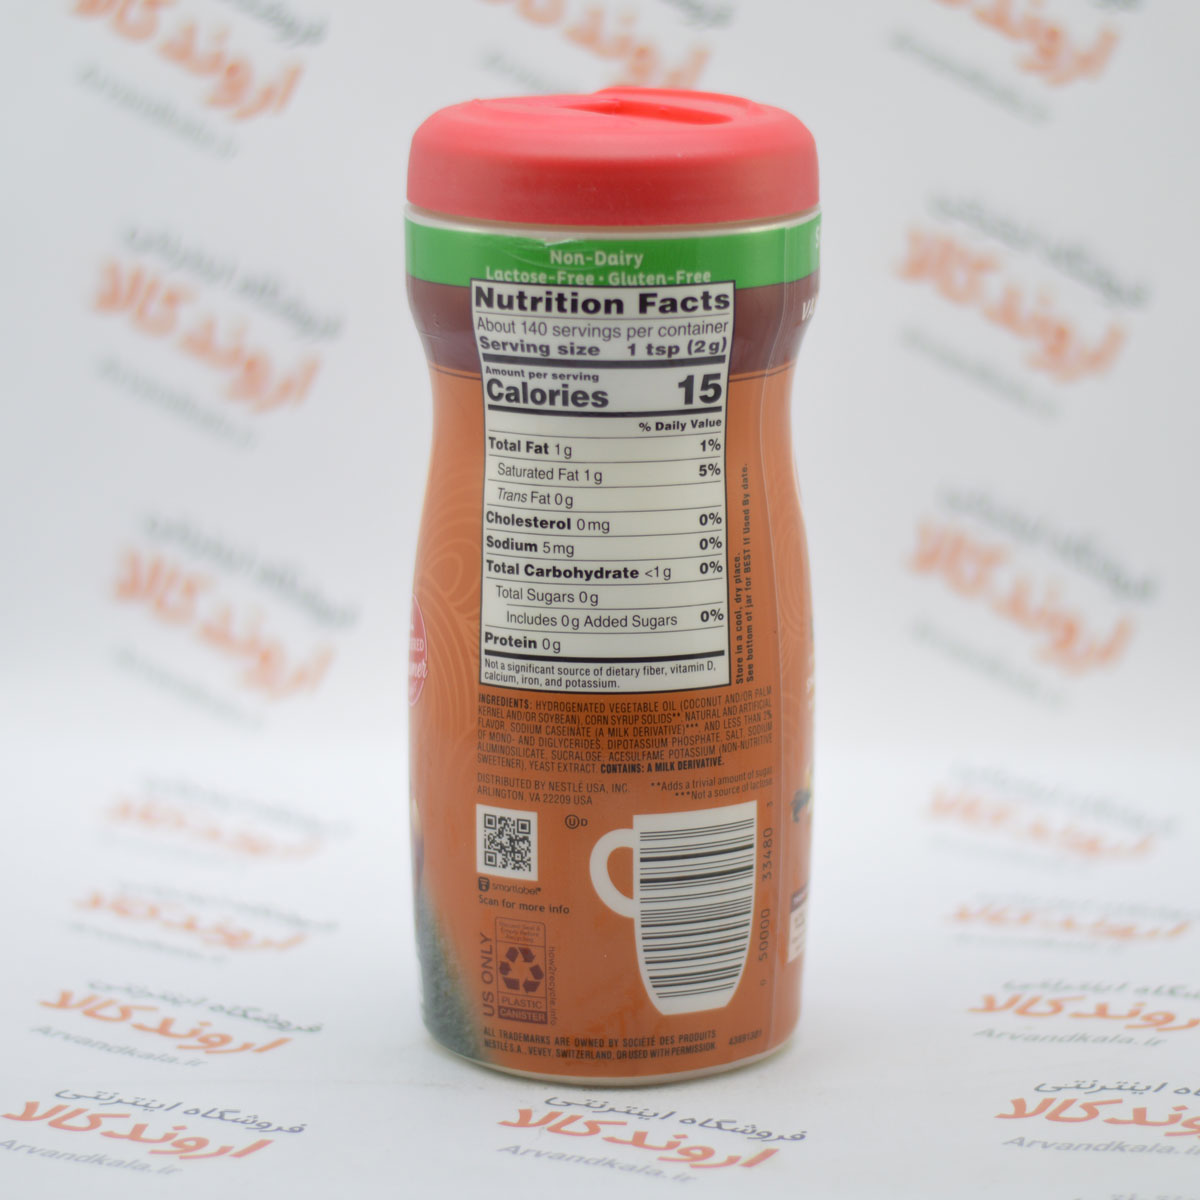 Non-Dairy
Lactose-Free • Gluten-Free
Nutrition Facts
About 140 servings per container
Serving size 1 tsp (2g)
Amount per serving
Calories 15
% Daily Value
Total Fat 1g 1%
Saturated Fat 1g 5%
Trans Fat 0g
Cholesterol 0mg 0%
Sodium 5mg 0%
Total Carbohydrate <1g 0%
Total Sugars 0g
Includes 0g Added Sugars 0%
Protein 0g
Not a significant source of dietary fiber, vitamin D,
calcium, iron, and potassium.
Store in a cool, dry place.
See bottom of jar for BEST If Used By date.
INGREDIENTS: HYDROGENATED VEGETABLE OIL (COCONUT AND/OR PALM
KERNEL AND/OR SOYBEAN), CORN SYRUP SOLIDS** NATURAL AND ARTIFICIAL
FLAVOR, SODIUM CASEINATE (A MILK DERIVATIVE)*** AND LESS THAN 2%
OF MONO- AND DIGLYCERIDES, DIPOTASSIUM PHOSPHATE, SALT, SODIUM
ALUMINOSILICATE, SUCRALOSE, ACESULFAME POTASSIUM (NON-NUTRITIVE
SWEETENER), YEAST EXTRACT. CONTAINS: A MILK DERIVATIVE.
DISTRIBUTED BY NESTLÉ USA, INC.
ARLINGTON, VA 22209 USA
**Adds a trivial amount of sugar
***Not a source of lactose
U D
smartlabel
Scan for more info
US ONLY
PLASTIC
CANISTER
how2recycle.info
0 50000 33480 3
ALL TRADEMARKS ARE OWNED BY SOCIÉTÉ DES PRODUITS
NESTLÉ S.A., VEVEY, SWITZERLAND, OR USED WITH PERMISSION.
فروشگاه اینترنتی
اروند کالا
Arvandkala.ir